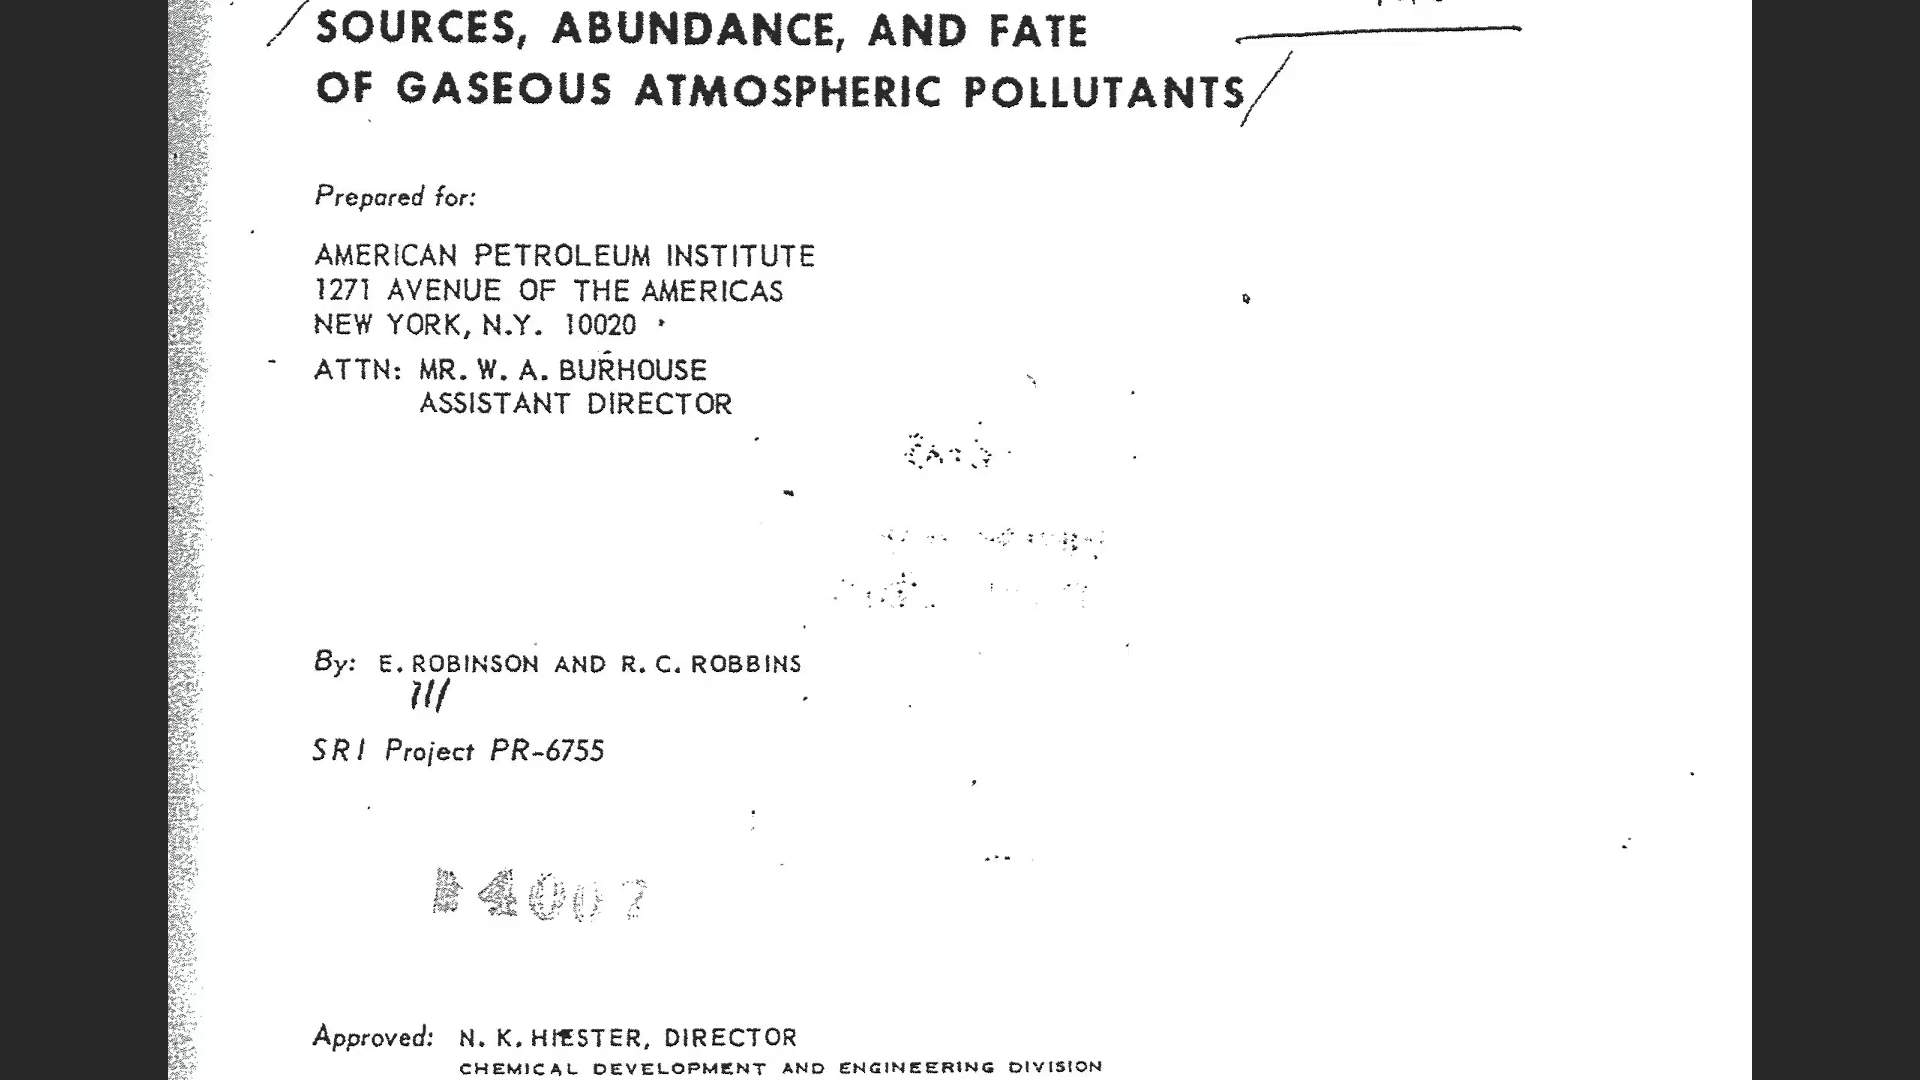 SOURCES, ABUNDANCE, AND FATE
OF GASEOUS ATMOSPHERIC POLLUTANTS
Prepared for:
AMERICAN PETROLEUM INSTITUTE
1271 AVENUE OF THE AMERICAS
NEW YORK, N.Y. 10020
ATTN: MR. W. A. BURHOUSE
ASSISTANT DIRECTOR
By: E. ROBINSON AND R. C. ROBBINS
SRI Project PR-6755
Approved: N. K. HIESTER, DIRECTOR
CHEMICAL DEVELOPMENT AND ENGINEERING DIVISION